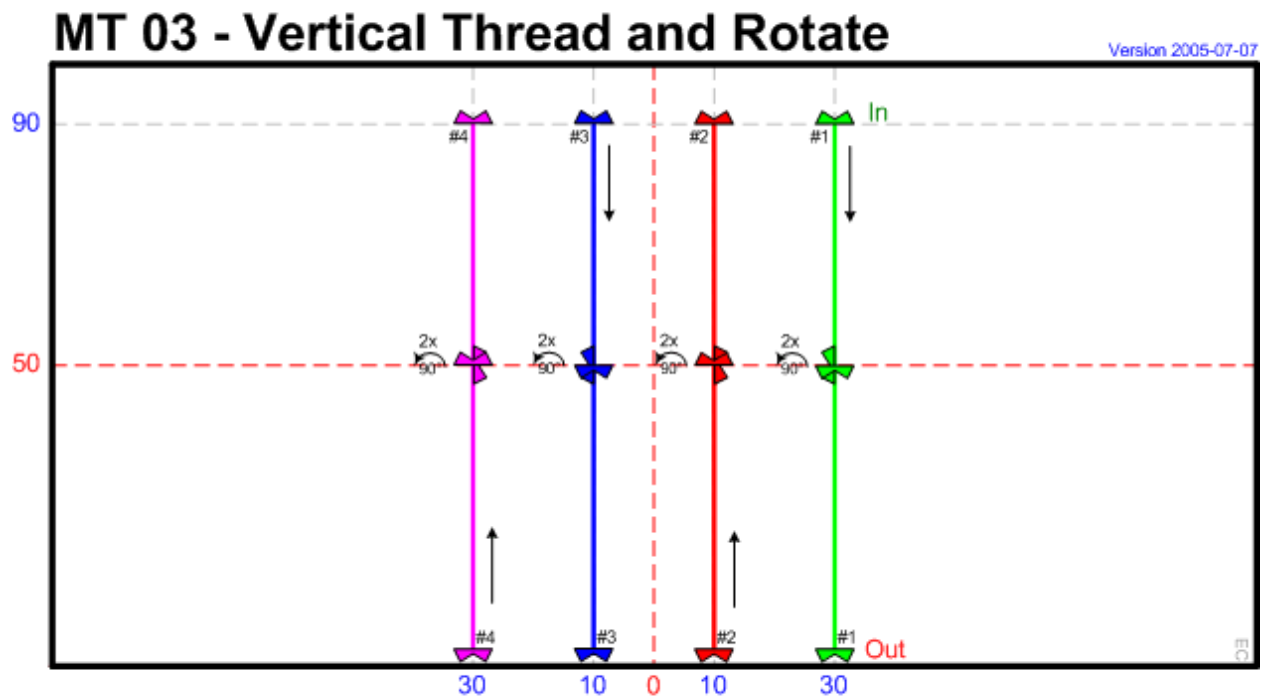 MT 03 - Vertical Thread and Rotate
Version 2005-07-07
90
In
#4 #3 #2 #1
50
2x 2x 2x 2x
90° 90° 90° 90°
#4 #3 #2 #1
Out
EC
30 10 0 10 30